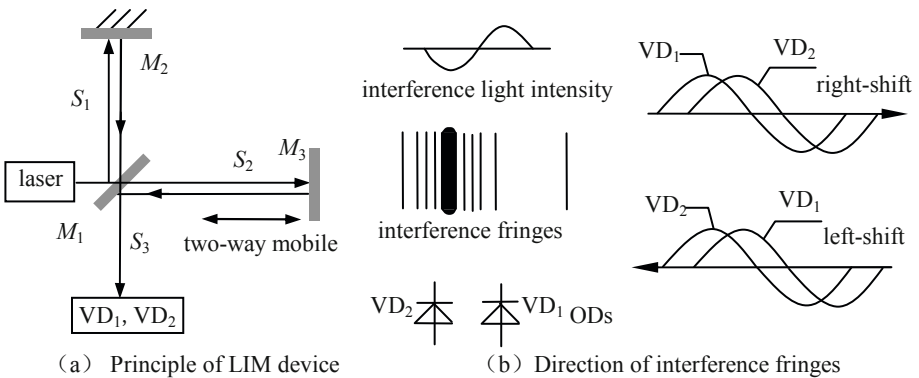 M2
S1
S2
M3
laser
M1
S3
two-way mobile
VD1, VD2
(a) Principle of LIM device
interference light intensity
interference fringes
VD2
VD1 ODs
VD1
VD2
right-shift
VD2
VD1
left-shift
(b) Direction of interference fringes